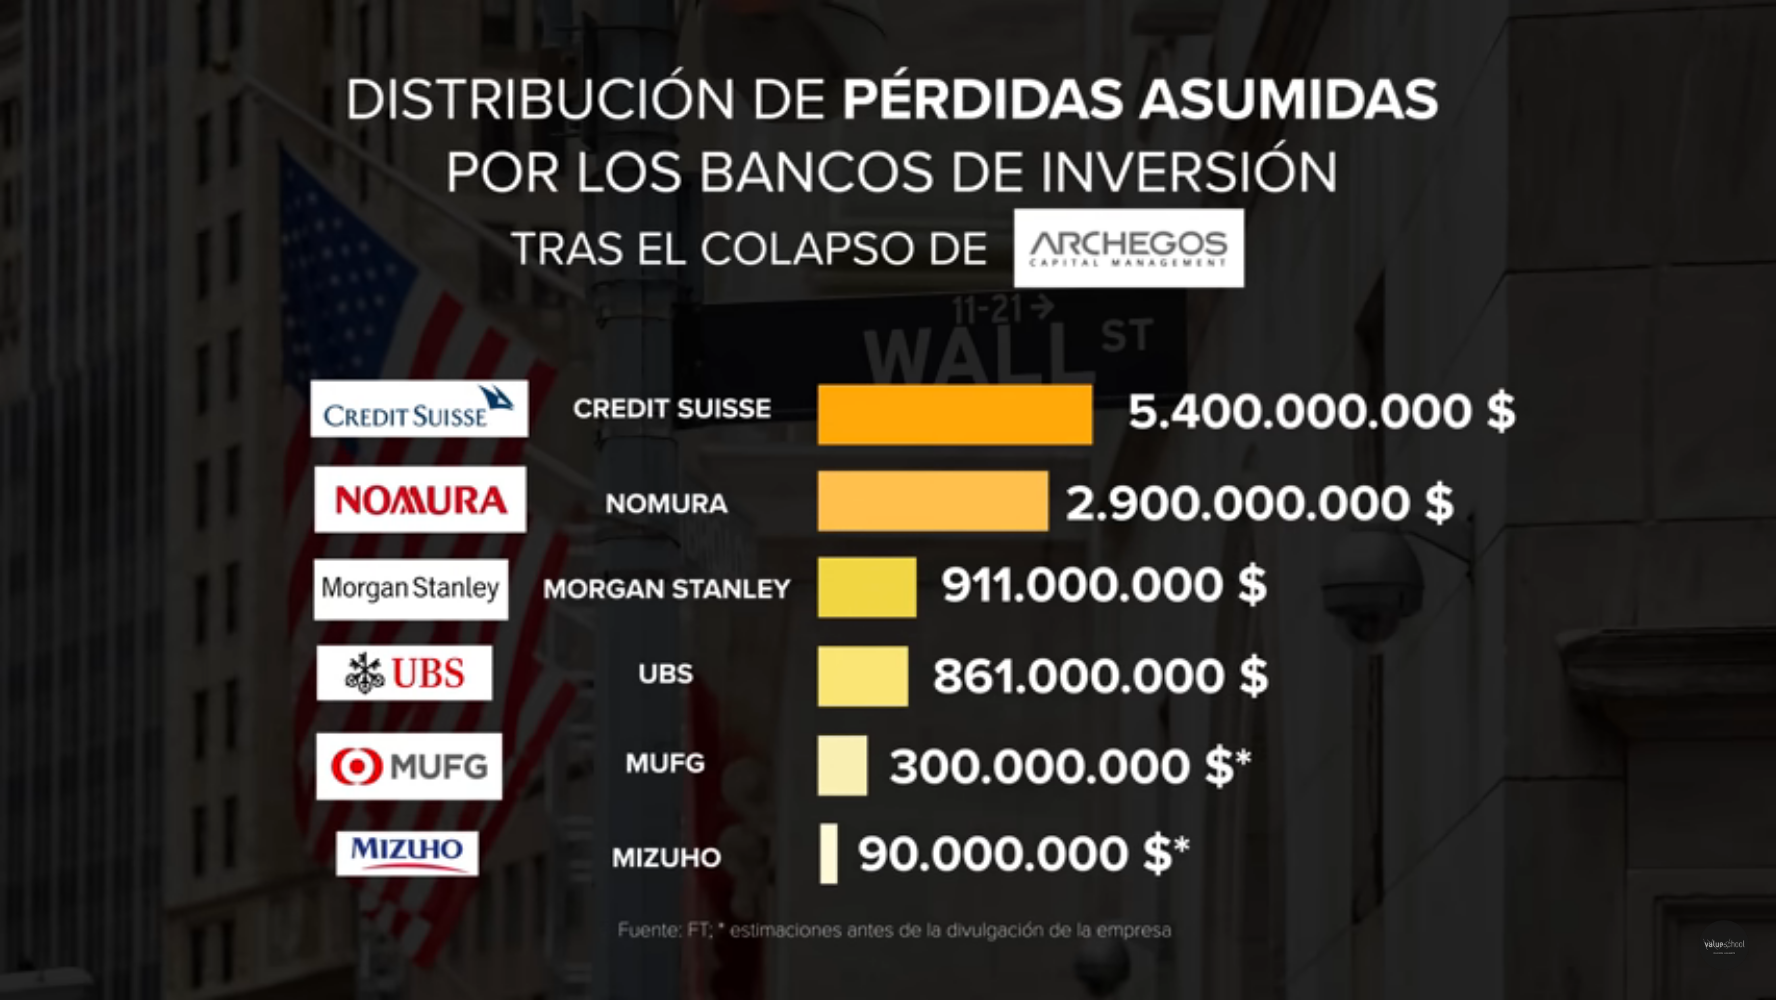 DISTRIBUCIÓN DE PÉRDIDAS ASUMIDAS
POR LOS BANCOS DE INVERSIÓN
TRAS EL COLAPSO DE ARCHEGOS
CAPITAL MANAGEMENT
11-21→
WALL ST
CREDIT SUISSE CREDIT SUISSE 5.400.000.000 $
NOMURA NOMURA 2.900.000.000 $
Morgan Stanley MORGAN STANLEY 911.000.000 $
UBS UBS 861.000.000 $
MUFG MUFG 300.000.000 $*
MIZUHO MIZUHO 90.000.000 $*
Fuente: FT; * estimaciones antes de la divulgación de la empresa
valueschool